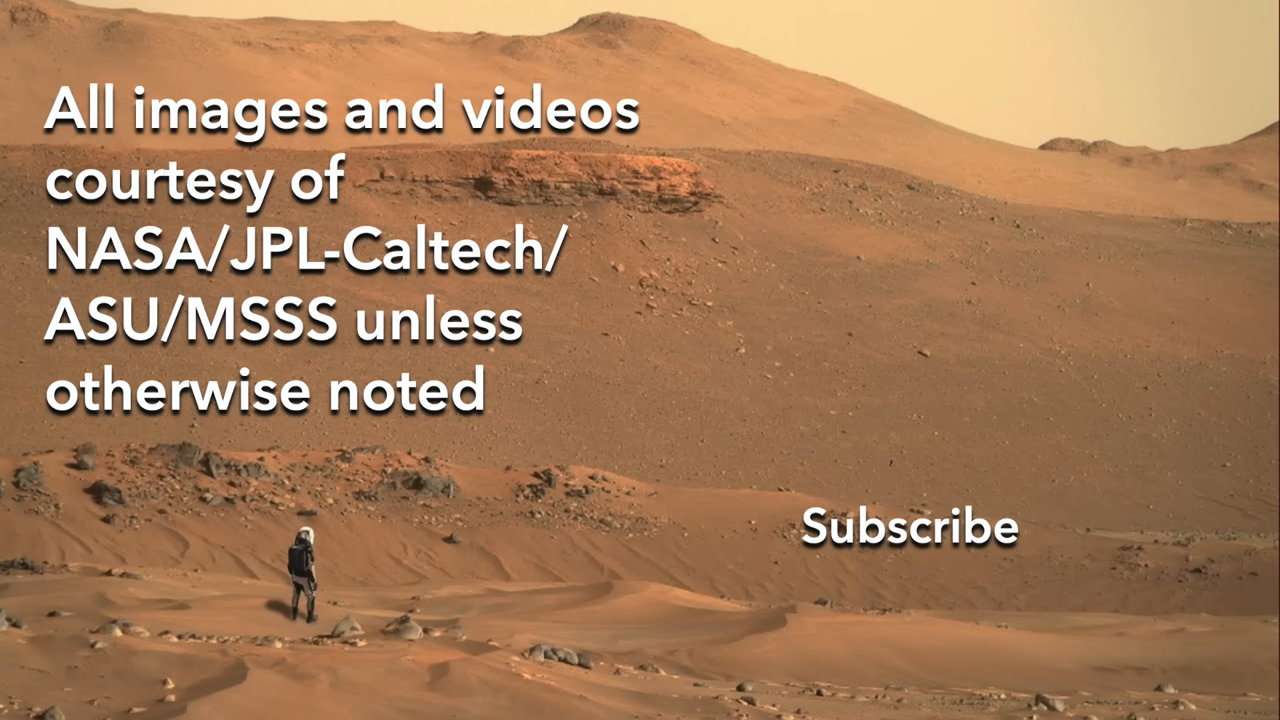 All images and videos
courtesy of
NASA/JPL-Caltech/
ASU/MSSS unless
otherwise noted
Subscribe